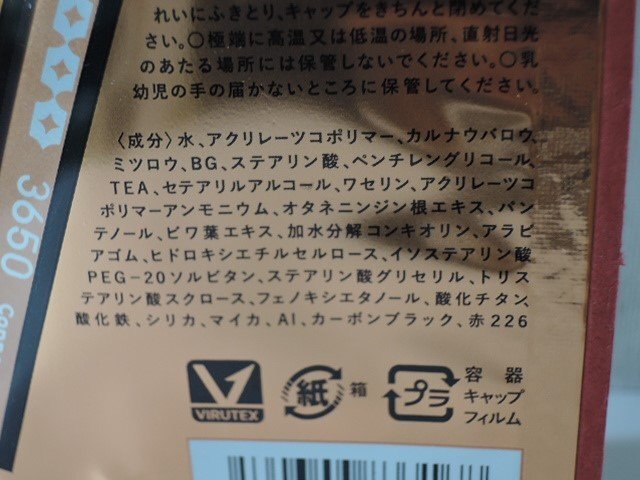 れいにふきとり、キャップをきちんと閉めてくだ
さい。〇極端に高温又は低温の場所、直射日光
のあたる場所には保管しないでください。〇乳
幼児の手の届かないところに保管してください。
〈成分〉水、アクリレーツコポリマー、カルナウバロウ、
ミツロウ、BG、ステアリン酸、ペンチレングリコール、
TEA、セテアリルアルコール、ワセリン、アクリレーツコ
ポリマーアンモニウム、オタネニンジン根エキス、パン
テノール、ビワ葉エキス、加水分解コンキオリン、アラビ
アゴム、ヒドロキシエチルセルロース、イソステアリン酸
PEG-20ソルビタン、ステアリン酸グリセリル、トリス
テアリン酸スクロース、フェノキシエタノール、酸化チタン、
酸化鉄、シリカ、マイカ、Al、カーボンブラック、赤226
3650
VIRUTEX
紙 箱
プラ 容器
キャップ
フィルム